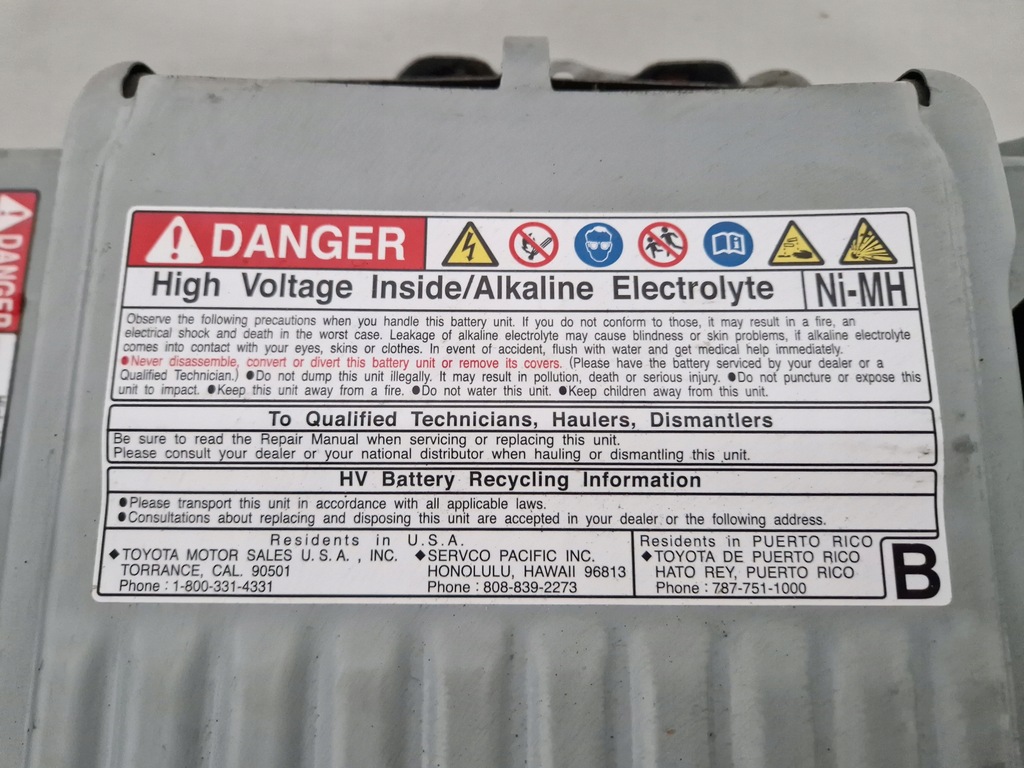 DANGER
High Voltage Inside/Alkaline Electrolyte
Ni-MH
Observe the following precautions when you handle this battery unit. If you do not conform to those, it may result in a fire, an
electrical shock and death in the worst case. Leakage of alkaline electrolyte may cause blindness or skin problems, if alkaline electrolyte
comes into contact with your eyes, skins or clothes. In event of accident, flush with water and get medical help immediately.
●Never disassemble, convert or divert this battery unit or remove its covers. (Please have the battery serviced by your dealer or a
Qualified Technician.) ●Do not dump this unit illegally. It may result in pollution, death or serious injury. ●Do not puncture or expose this
unit to impact. ●Keep this unit away from a fire. ●Do not water this unit. ●Keep children away from this unit.
To Qualified Technicians, Haulers, Dismantlers
Be sure to read the Repair Manual when servicing or replacing this unit.
Please consult your dealer or your national distributor when hauling or dismantling this unit.
HV Battery Recycling Information
●Please transport this unit in accordance with all applicable laws.
●Consultations about replacing and disposing this unit are accepted in your dealer or the following address.
Residents in U.S.A.
◆TOYOTA MOTOR SALES U.S.A., INC.
TORRANCE, CAL. 90501
Phone : 1-800-331-4331
◆SERVCO PACIFIC INC.
HONOLULU, HAWAII 96813
Phone : 808-839-2273
Residents in PUERTO RICO
◆TOYOTA DE PUERTO RICO
HATO REY, PUERTO RICO
Phone : 787-751-1000
B
DANGER